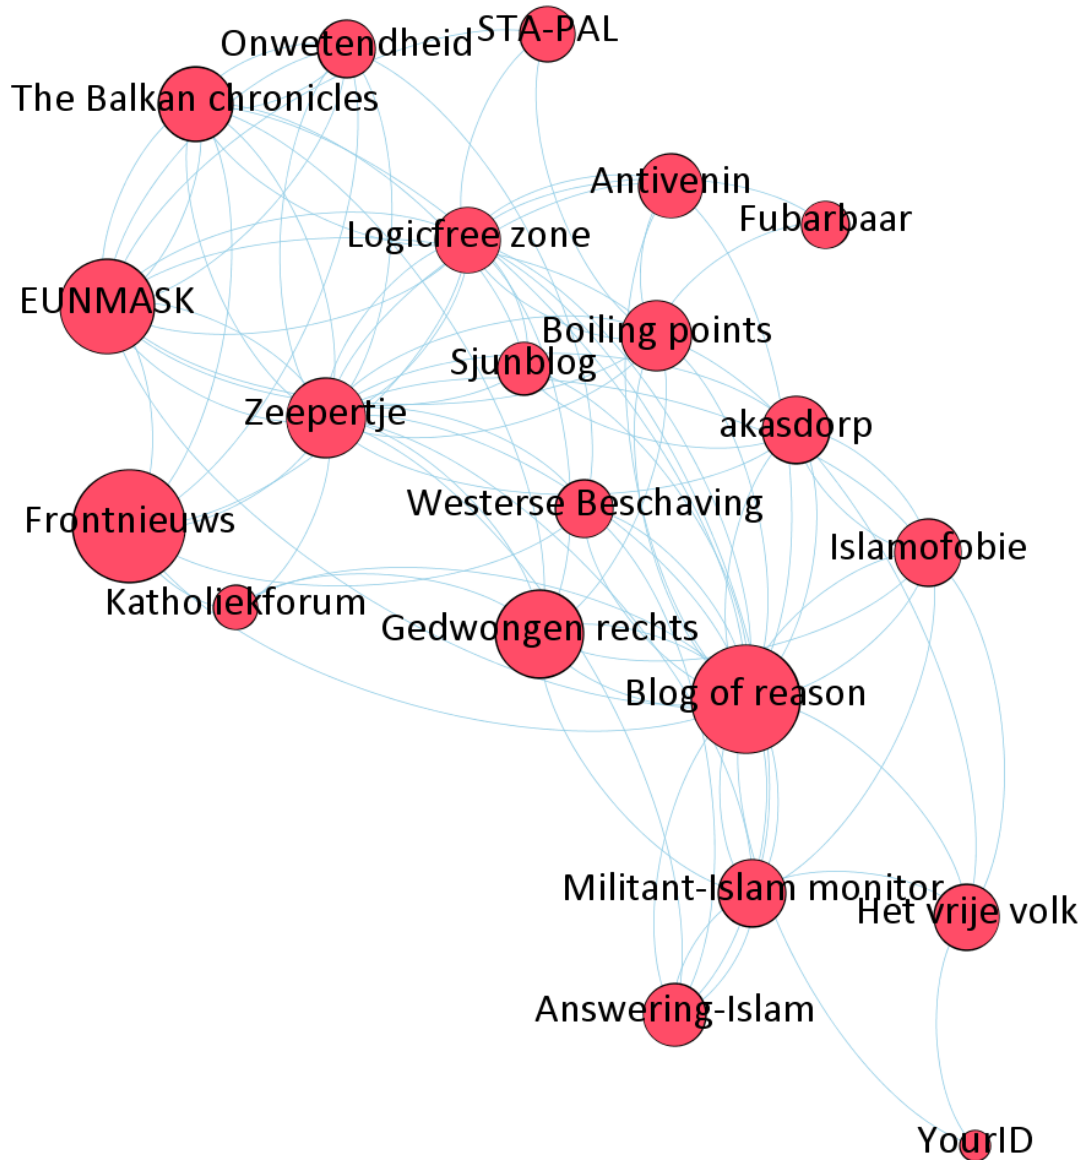 STA-PAL
Onwetendheid
The Balkan chronicles
Antivenin
Fubarbaar
Logicfree zone
EUNMASK
Boiling points
Sjunblog
Zeepertje
akasdorp
Westerse Beschaving
Frontnieuws
Islamofobie
Katholiekforum
Gedwongen rechts
Blog of reason
Militant-Islam monitor
Het vrije volk
Answering-Islam
YourID